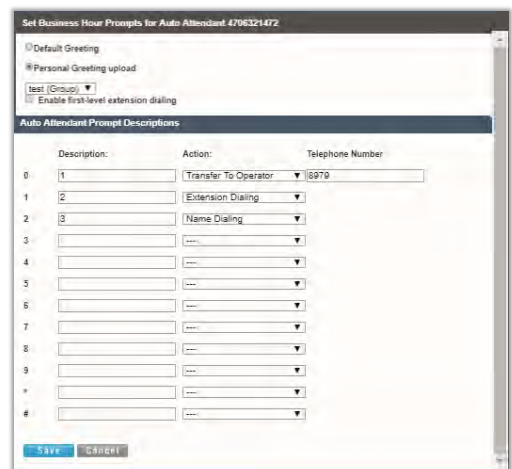 Set Business Hour Prompts for Auto Attendant 4706321472
Default Greeting
Personal Greeting upload
test (Group)
Enable first-level extension dialing
Auto Attendant Prompt Descriptions
Description: Action: Telephone Number
0 1 Transfer To Operator 8979
1 2 Extension Dialing
2 3 Name Dialing
3 ---
4 ---
5 ---
6 ---
7 ---
8 ---
9 ---
* ---
# ---
Save Cancel